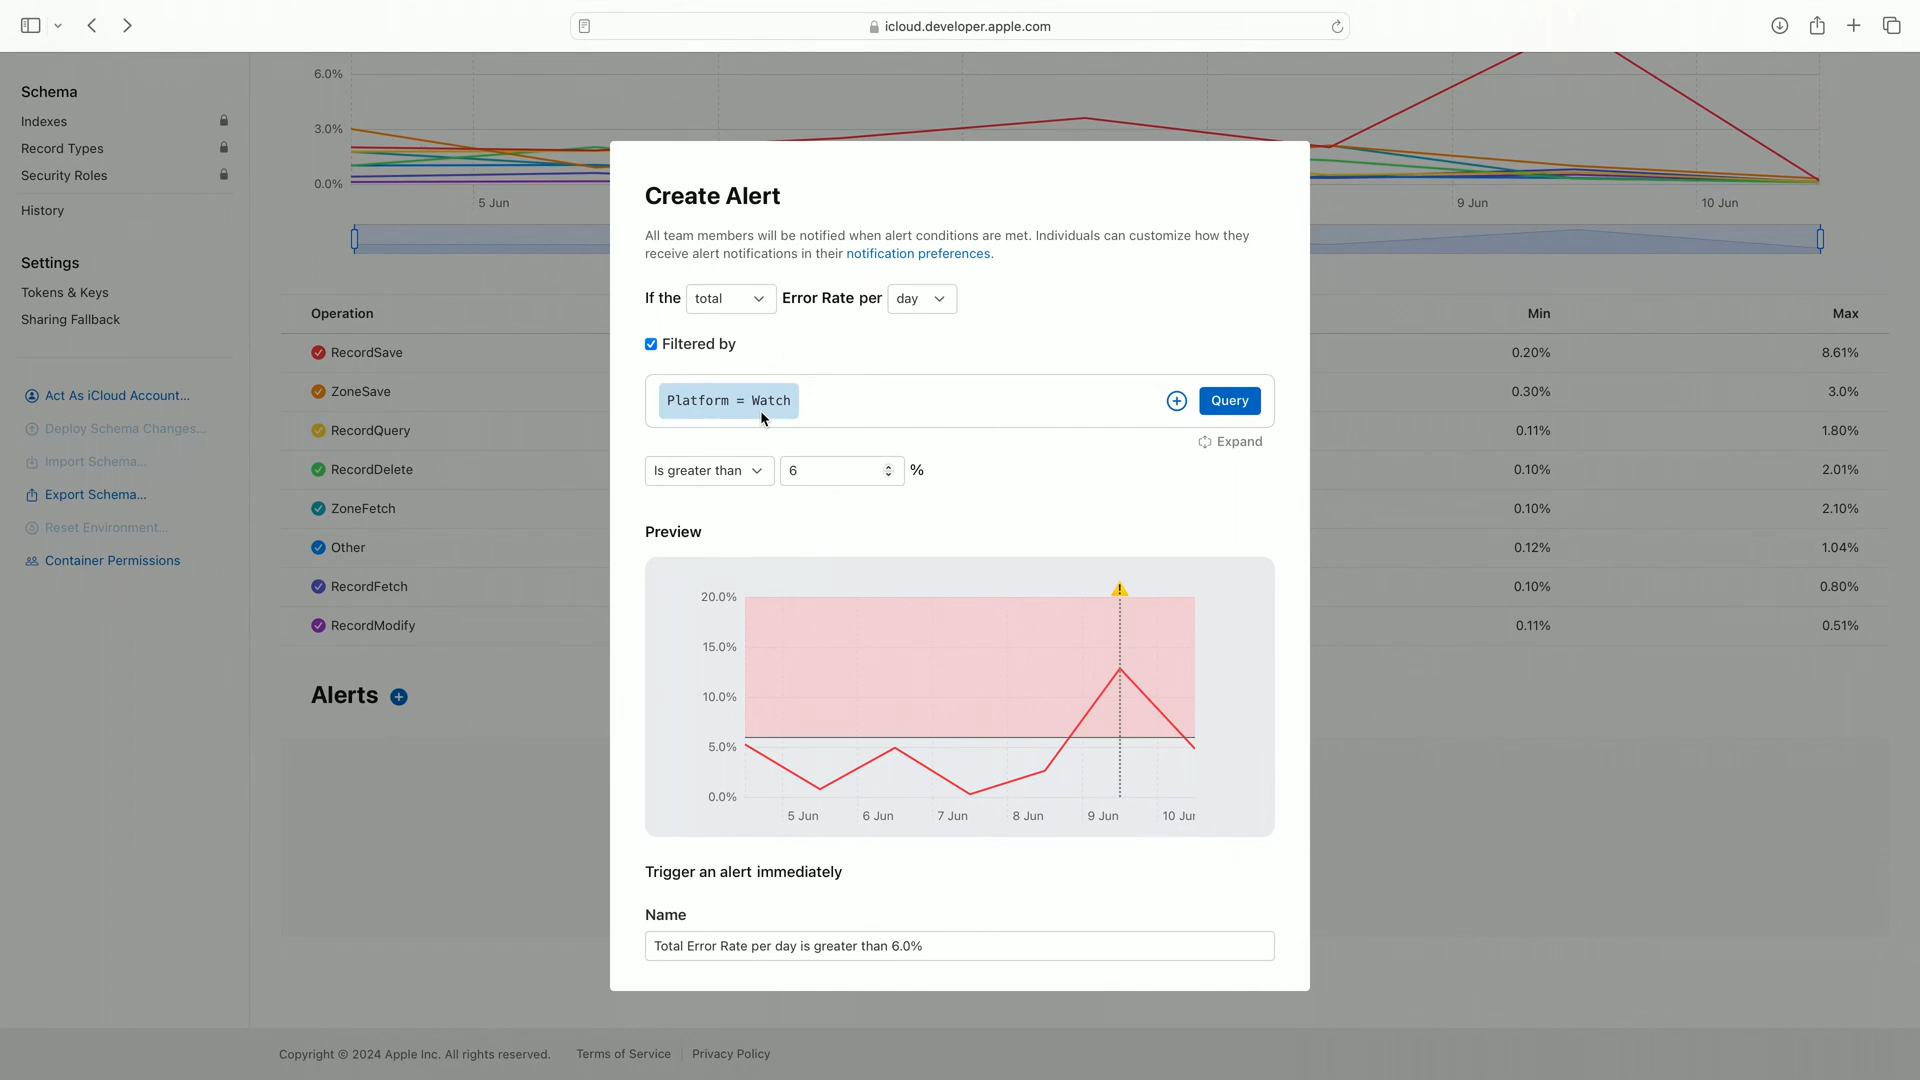 icloud.developer.apple.com
Schema
Indexes
Record Types
Security Roles
History
Settings
Tokens & Keys
Sharing Fallback
Act As iCloud Account...
Deploy Schema Changes...
Import Schema...
Export Schema...
Reset Environment...
Container Permissions
6.0%
3.0%
0.0%
5 Jun
9 Jun
10 Jun
Operation
Min
Max
RecordSave
0.20%
8.61%
ZoneSave
0.30%
3.0%
RecordQuery
0.11%
1.80%
RecordDelete
0.10%
2.01%
ZoneFetch
0.10%
2.10%
Other
0.12%
1.04%
RecordFetch
0.10%
0.80%
RecordModify
0.11%
0.51%
Alerts
Create Alert
All team members will be notified when alert conditions are met. Individuals can customize how they
receive alert notifications in their notification preferences.
If the total Error Rate per day
Filtered by
Platform = Watch
Query
Expand
Is greater than 6 %
Preview
20.0%
15.0%
10.0%
5.0%
0.0%
5 Jun
6 Jun
7 Jun
8 Jun
9 Jun
10 Jun
Trigger an alert immediately
Name
Total Error Rate per day is greater than 6.0%
Copyright © 2024 Apple Inc. All rights reserved.
Terms of Service
Privacy Policy